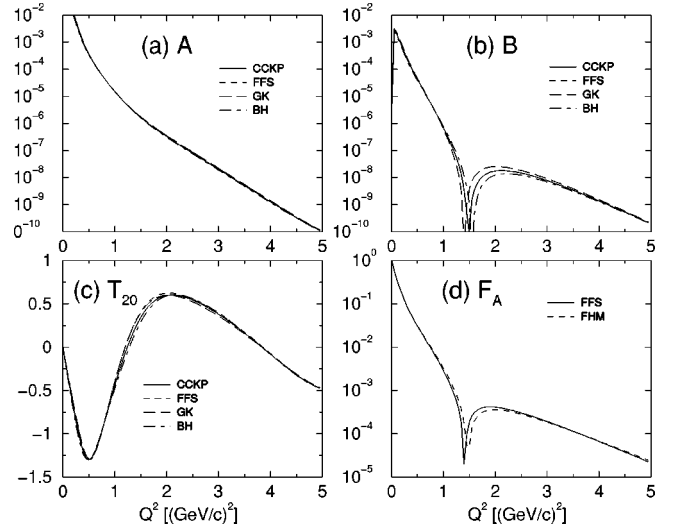 (a) A
10⁻²
10⁻³
10⁻⁴
10⁻⁵
10⁻⁶
10⁻⁷
10⁻⁸
10⁻⁹
10⁻¹⁰
CCKP
FFS
GK
BH
0 1 2 3 4 5
(b) B
10⁻²
10⁻³
10⁻⁴
10⁻⁵
10⁻⁶
10⁻⁷
10⁻⁸
10⁻⁹
10⁻¹⁰
CCKP
FFS
GK
BH
0 1 2 3 4 5
(c) T₂₀
1
0.5
0
−0.5
−1
−1.5
CCKP
FFS
GK
BH
0 1 2 3 4 5
Q² [(GeV/c)²]
(d) F_A
10⁰
10⁻¹
10⁻²
10⁻³
10⁻⁴
10⁻⁵
FFS
FHM
0 1 2 3 4 5
Q² [(GeV/c)²]